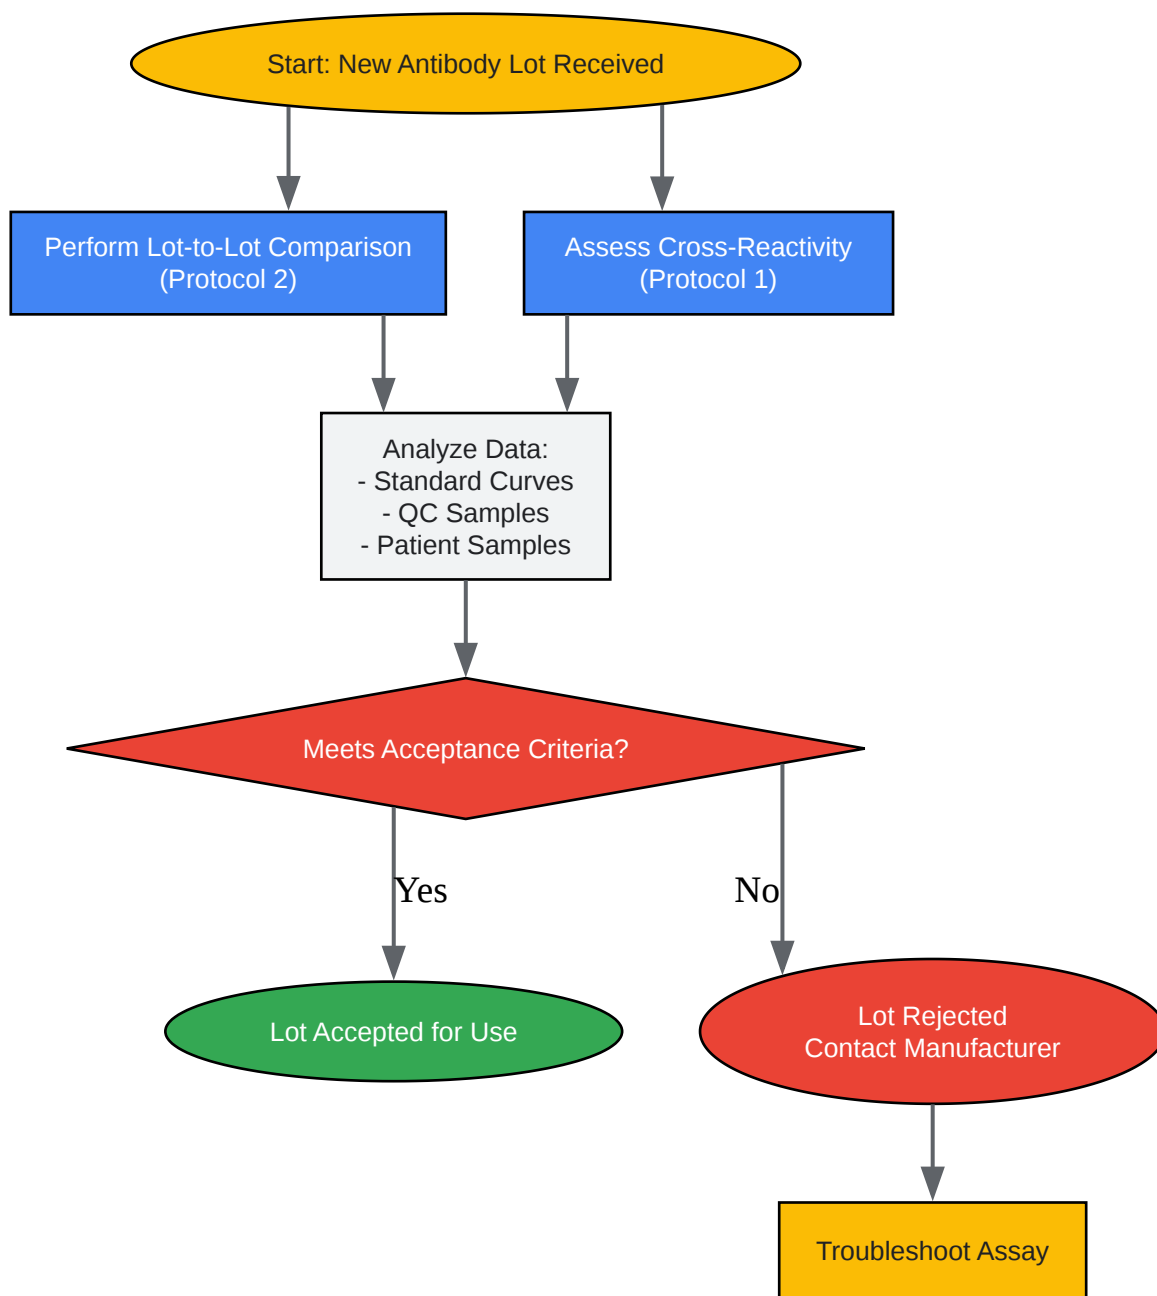 Start: New Antibody Lot Received
Perform Lot-to-Lot Comparison
(Protocol 2)
Assess Cross-Reactivity
(Protocol 1)
Analyze Data:
- Standard Curves
- QC Samples
- Patient Samples
Meets Acceptance Criteria?
Yes
No
Lot Accepted for Use
Lot Rejected
Contact Manufacturer
Troubleshoot Assay